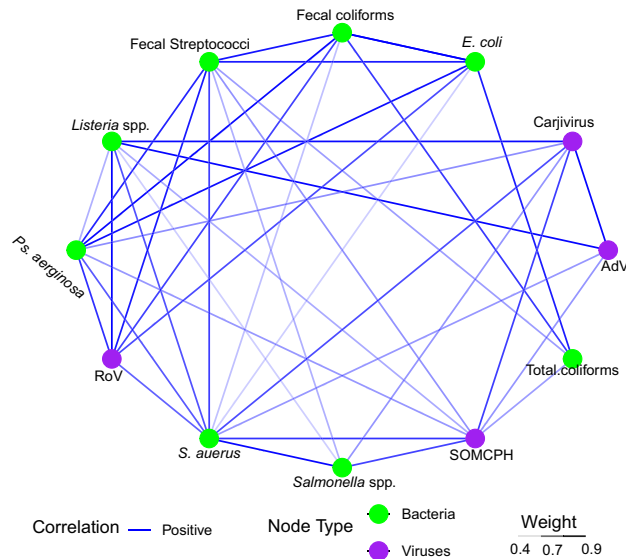 Fecal coliforms
Fecal Streptococci
E. coli
Listeria spp.
Carjivirus
Ps. aerginosa
AdV
RoV
Total coliforms
S. auerus
SOMCPH
Salmonella spp.
Correlation Positive Node Type Bacteria Viruses
Weight
0.4 0.7 0.9